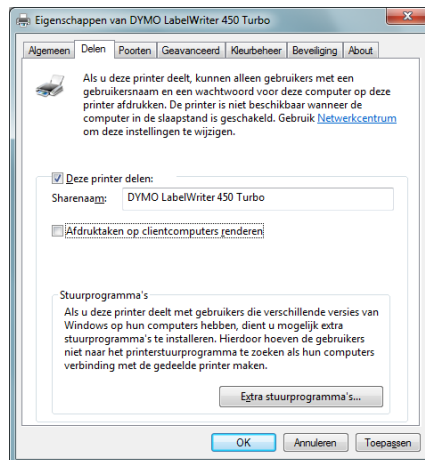 Eigenschappen van DYMO LabelWriter 450 Turbo
Algemeen Delen Poorten Geavanceerd Kleurbeheer Beveiliging About
Als u deze printer deelt, kunnen alleen gebruikers met een
gebruikersnaam en een wachtwoord voor deze computer op deze
printer afdrukken. De printer is niet beschikbaar wanneer de
computer in de slaapstand is geschakeld. Gebruik Netwerkcentrum
om deze instellingen te wijzigen.
Deze printer delen:
Sharenaam: DYMO LabelWriter 450 Turbo
Afdruktaken op clientcomputers renderen
Stuurprogramma's
Als u deze printer deelt met gebruikers die verschillende versies van
Windows op hun computers hebben, dient u mogelijk extra
stuurprogramma's te installeren. Hierdoor hoeven de gebruikers
niet naar het printerstuurprogramma te zoeken als hun computers
verbinding met de gedeelde printer maken.
Extra stuurprogramma's...
OK Annuleren Toepassen